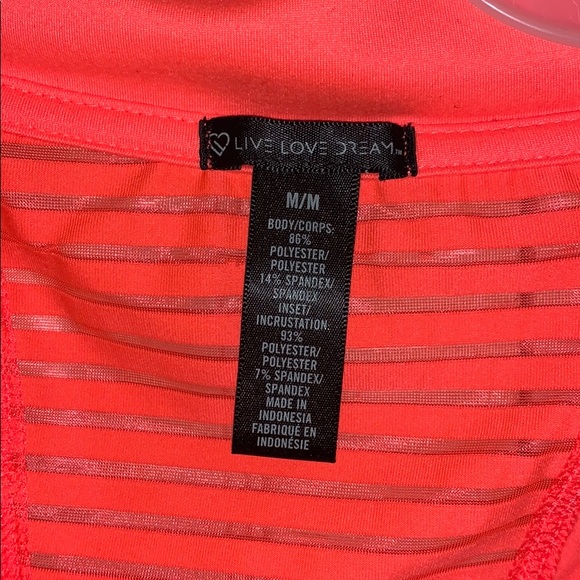 LIVE LOVE DREAM™
M/M
BODY/CORPS:
86%
POLYESTER/
POLYESTER
14% SPANDEX/
SPANDEX
INSET/
INCRUSTATION:
93%
POLYESTER/
POLYESTER
7% SPANDEX/
SPANDEX
MADE IN
INDONESIA
FABRIQUÉ EN
INDONÉSIE